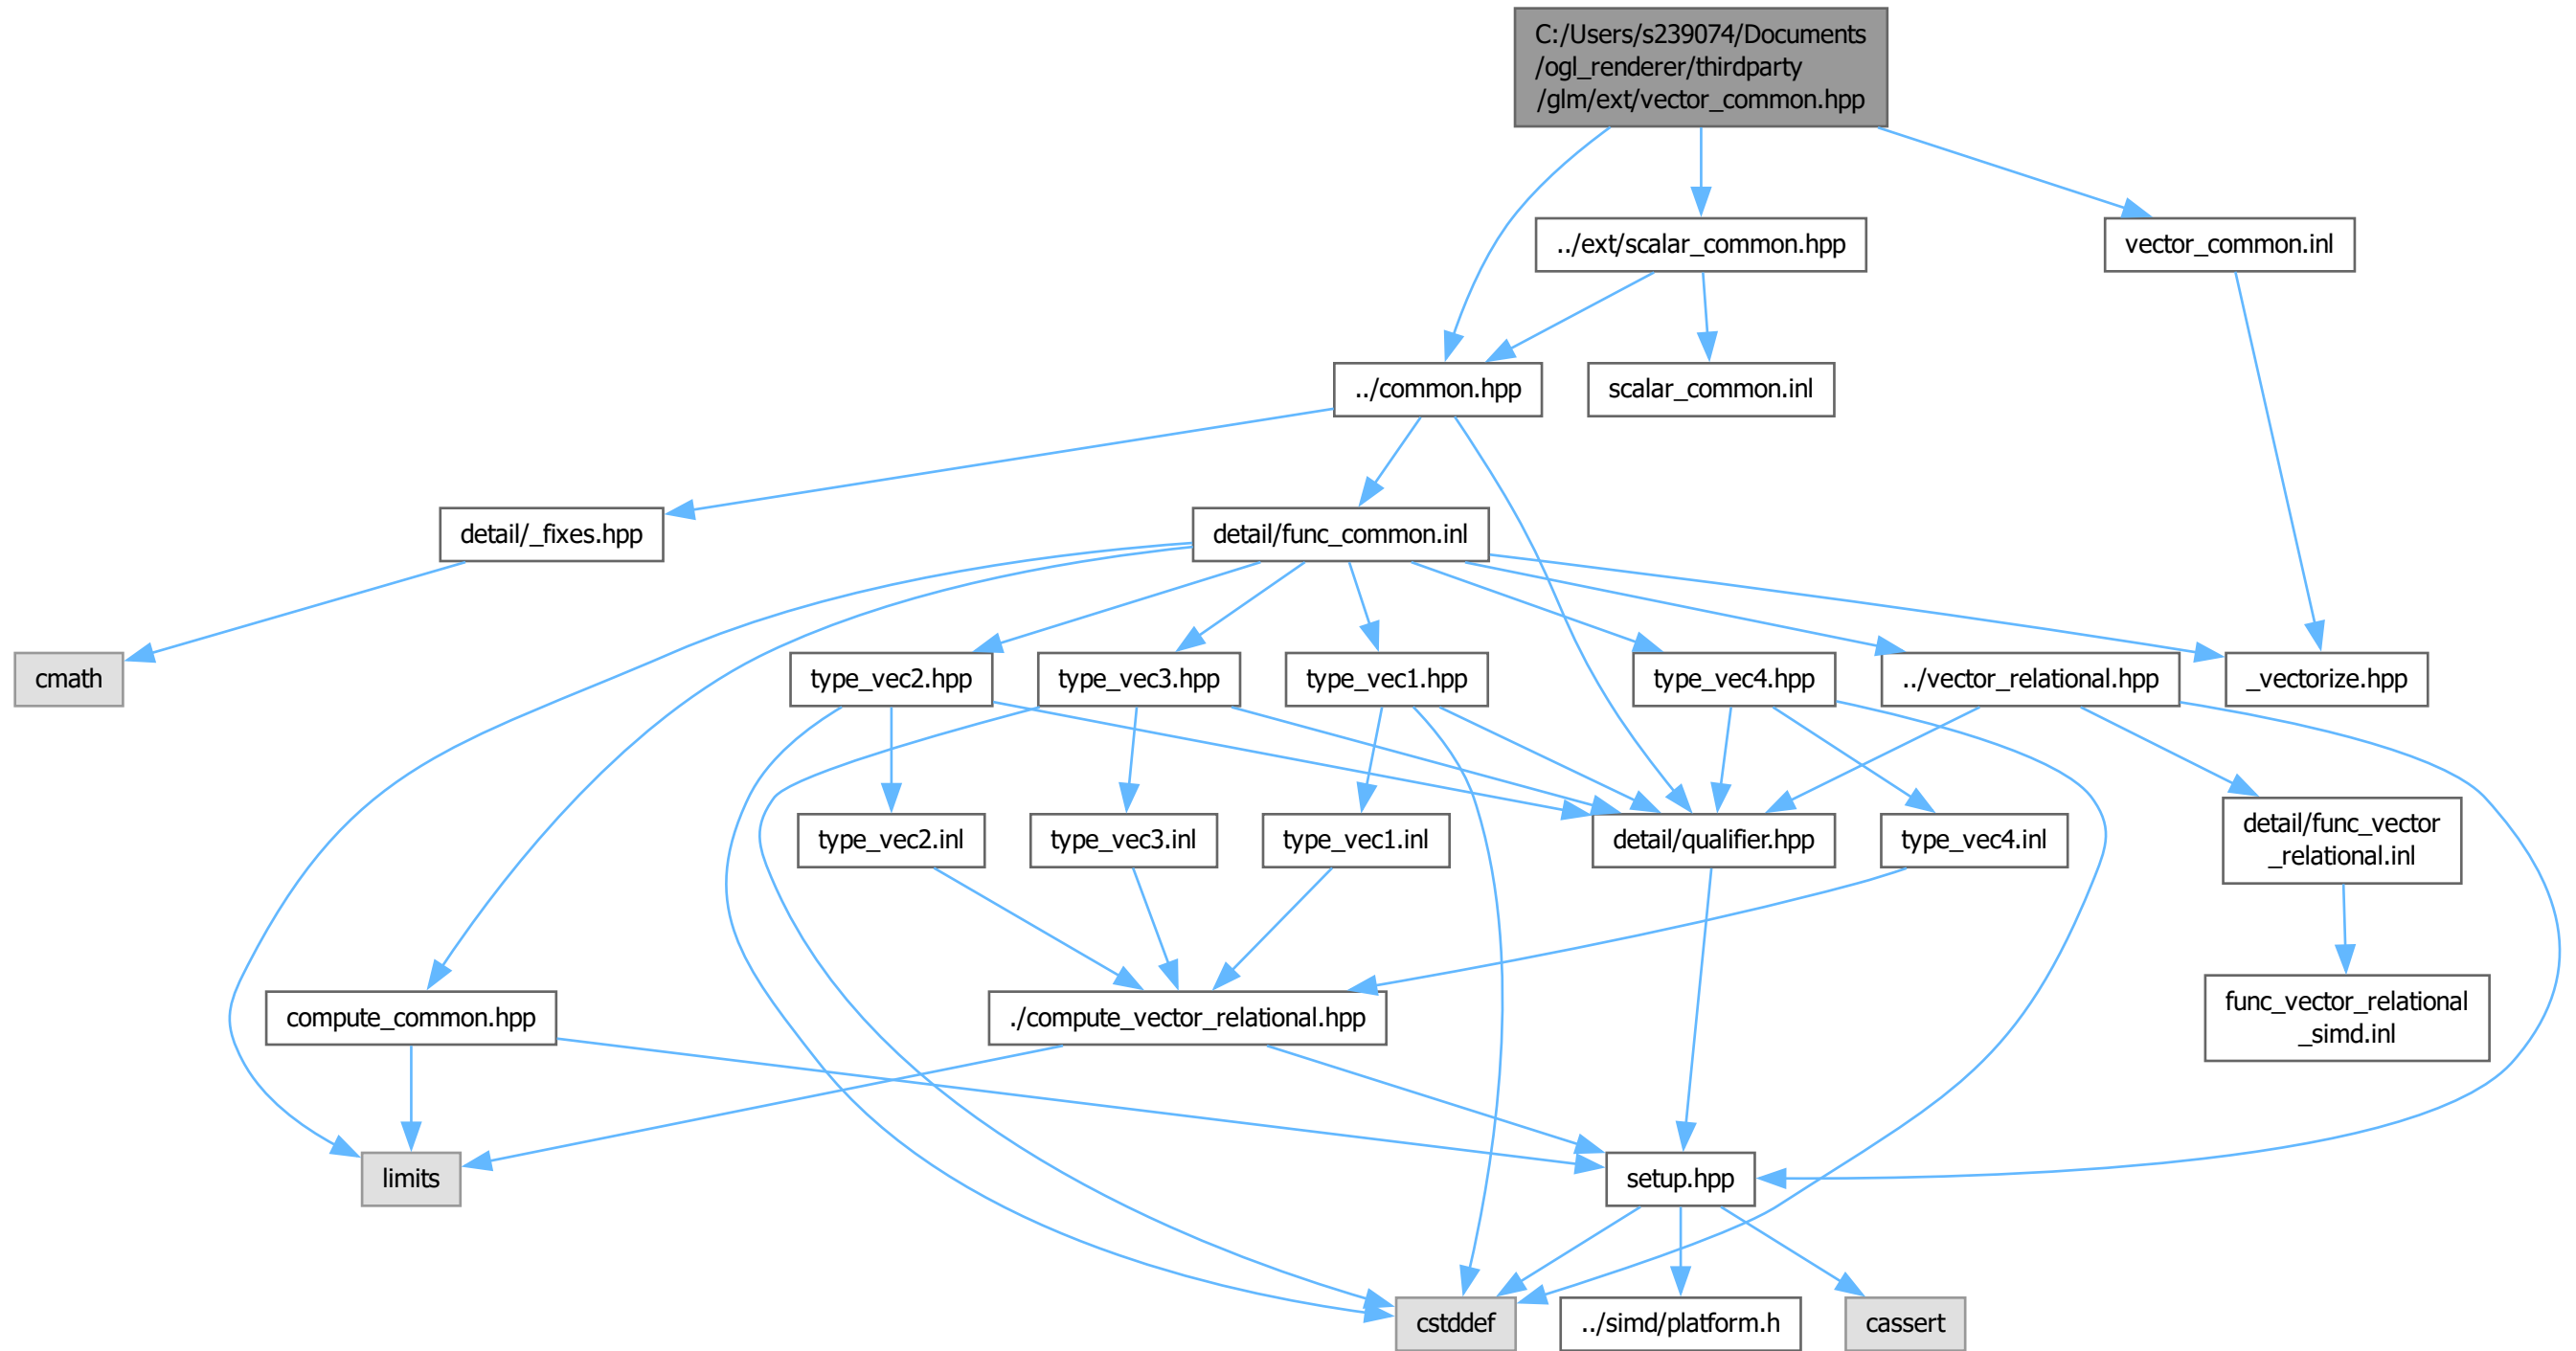 C:/Users/s239074/Documents
/ogl_renderer/thirdparty
/glm/ext/vector_common.hpp
../ext/scalar_common.hpp
vector_common.inl
../common.hpp
scalar_common.inl
detail/_fixes.hpp
detail/func_common.inl
cmath
type_vec2.hpp
type_vec3.hpp
type_vec1.hpp
type_vec4.hpp
../vector_relational.hpp
_vectorize.hpp
type_vec2.inl
type_vec3.inl
type_vec1.inl
detail/qualifier.hpp
type_vec4.inl
detail/func_vector
_relational.inl
compute_common.hpp
./compute_vector_relational.hpp
func_vector_relational
_simd.inl
limits
setup.hpp
cstddef
../simd/platform.h
cassert